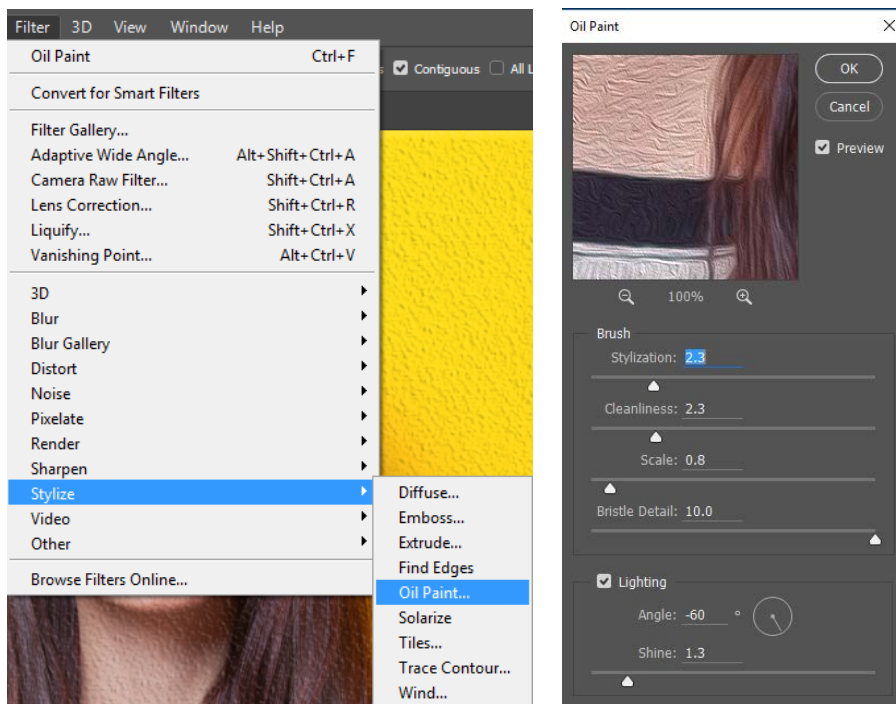 Filter 3D View Window Help
Oil Paint Ctrl+F
Contiguous All
Convert for Smart Filters
Filter Gallery...
Adaptive Wide Angle... Alt+Shift+Ctrl+A
Camera Raw Filter... Shift+Ctrl+A
Lens Correction... Shift+Ctrl+R
Liquify... Shift+Ctrl+X
Vanishing Point... Alt+Ctrl+V
3D
Blur
Blur Gallery
Distort
Noise
Pixelate
Render
Sharpen
Stylize
Video
Other
Browse Filters Online...
Diffuse...
Emboss...
Extrude...
Find Edges
Oil Paint...
Solarize
Tiles...
Trace Contour...
Wind...
Oil Paint
OK
Cancel
Preview
100%
Brush
Stylization: 2.3
Cleanliness: 2.3
Scale: 0.8
Bristle Detail: 10.0
Lighting
Angle: -60 °
Shine: 1.3